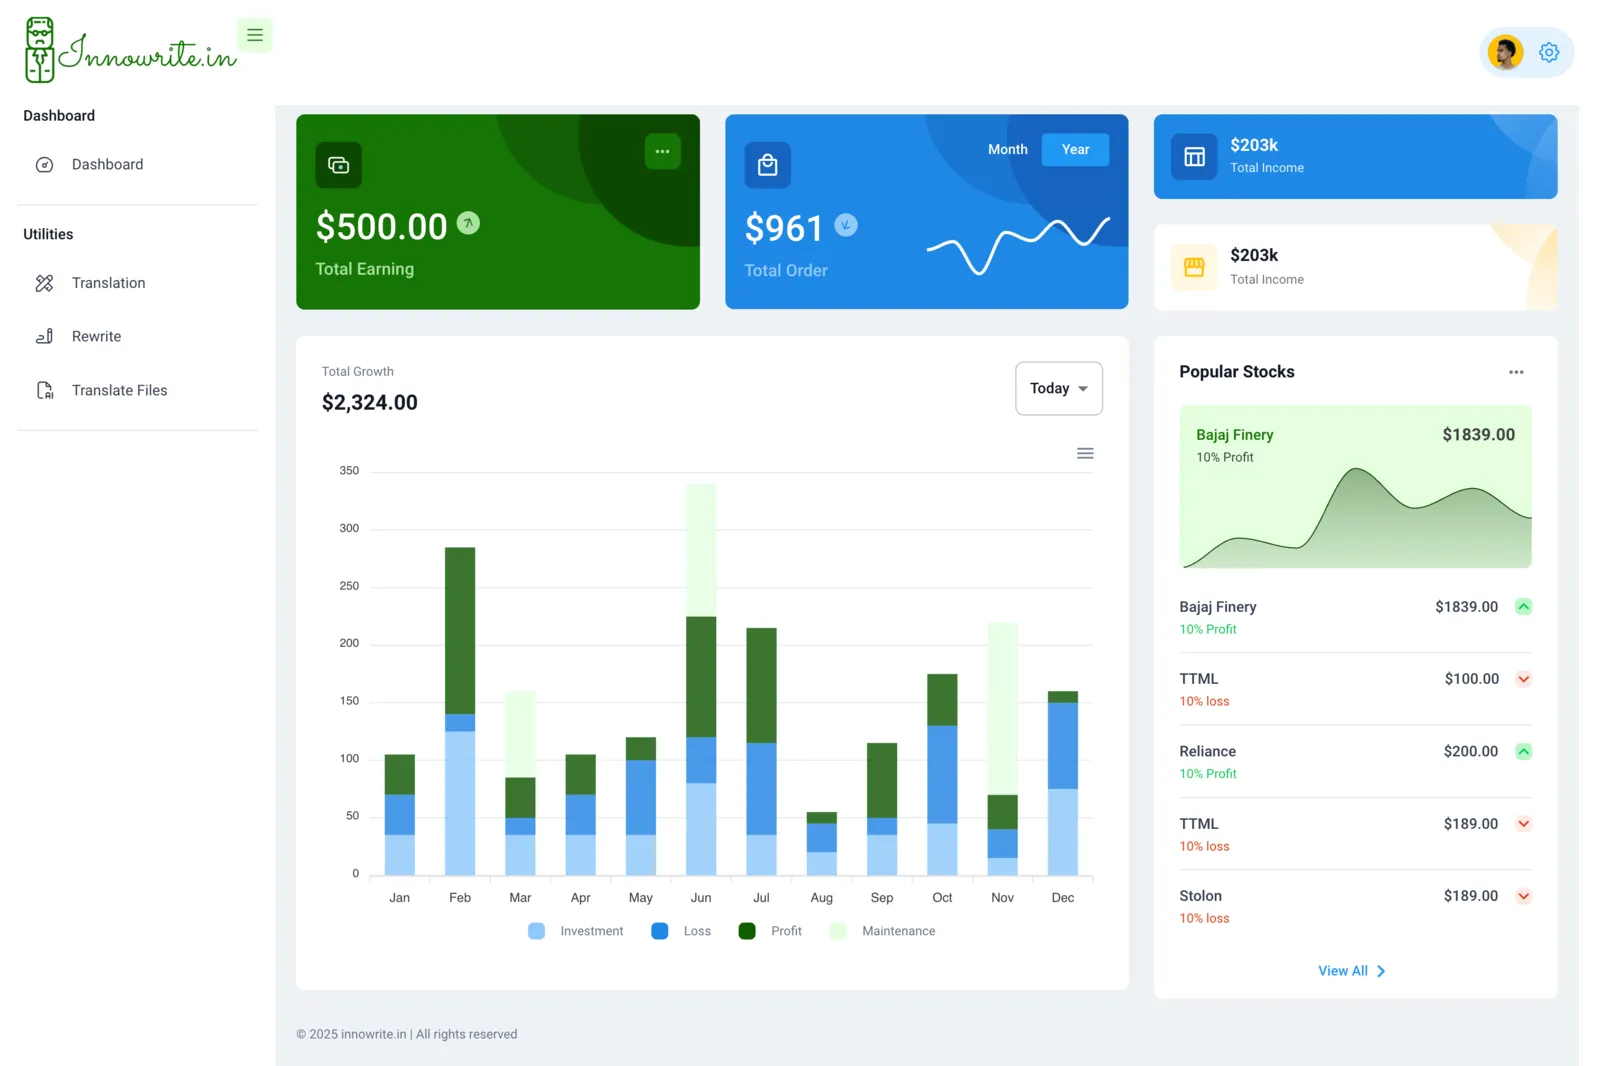 Innowrite.in
Dashboard
Dashboard
Utilities
Translation
Rewrite
Translate Files
$500.00
Total Earning
Month
Year
$961
Total Order
$203k
Total Income
$203k
Total Income
Total Growth
$2,324.00
Today
350
300
250
200
150
100
50
0
Jan
Feb
Mar
Apr
May
Jun
Jul
Aug
Sep
Oct
Nov
Dec
Investment
Loss
Profit
Maintenance
Popular Stocks
Bajaj Finery
$1839.00
10% Profit
Bajaj Finery
$1839.00
10% Profit
TTML
$100.00
10% loss
Reliance
$200.00
10% Profit
TTML
$189.00
10% loss
Stolon
$189.00
10% loss
View All
© 2025 innowrite.in | All rights reserved